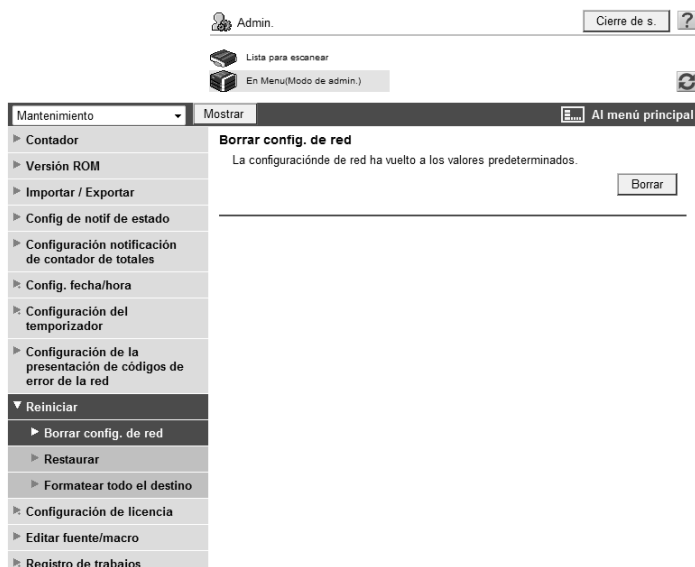 Admin.
Cierre de s.
?
Lista para escanear
En Menu(Modo de admin.)
Mantenimiento
Mostrar
Al menú principal
Contador
Versión ROM
Importar / Exportar
Config de notif de estado
Configuración notificación
de contador de totales
Config. fecha/hora
Configuración del
temporizador
Configuración de la
presentación de códigos de
error de la red
Reiniciar
Borrar config. de red
Restaurar
Formatear todo el destino
Configuración de licencia
Editar fuente/macro
Registro de trabajos
Borrar config. de red
La configuraciónde de red ha vuelto a los valores predeterminados.
Borrar